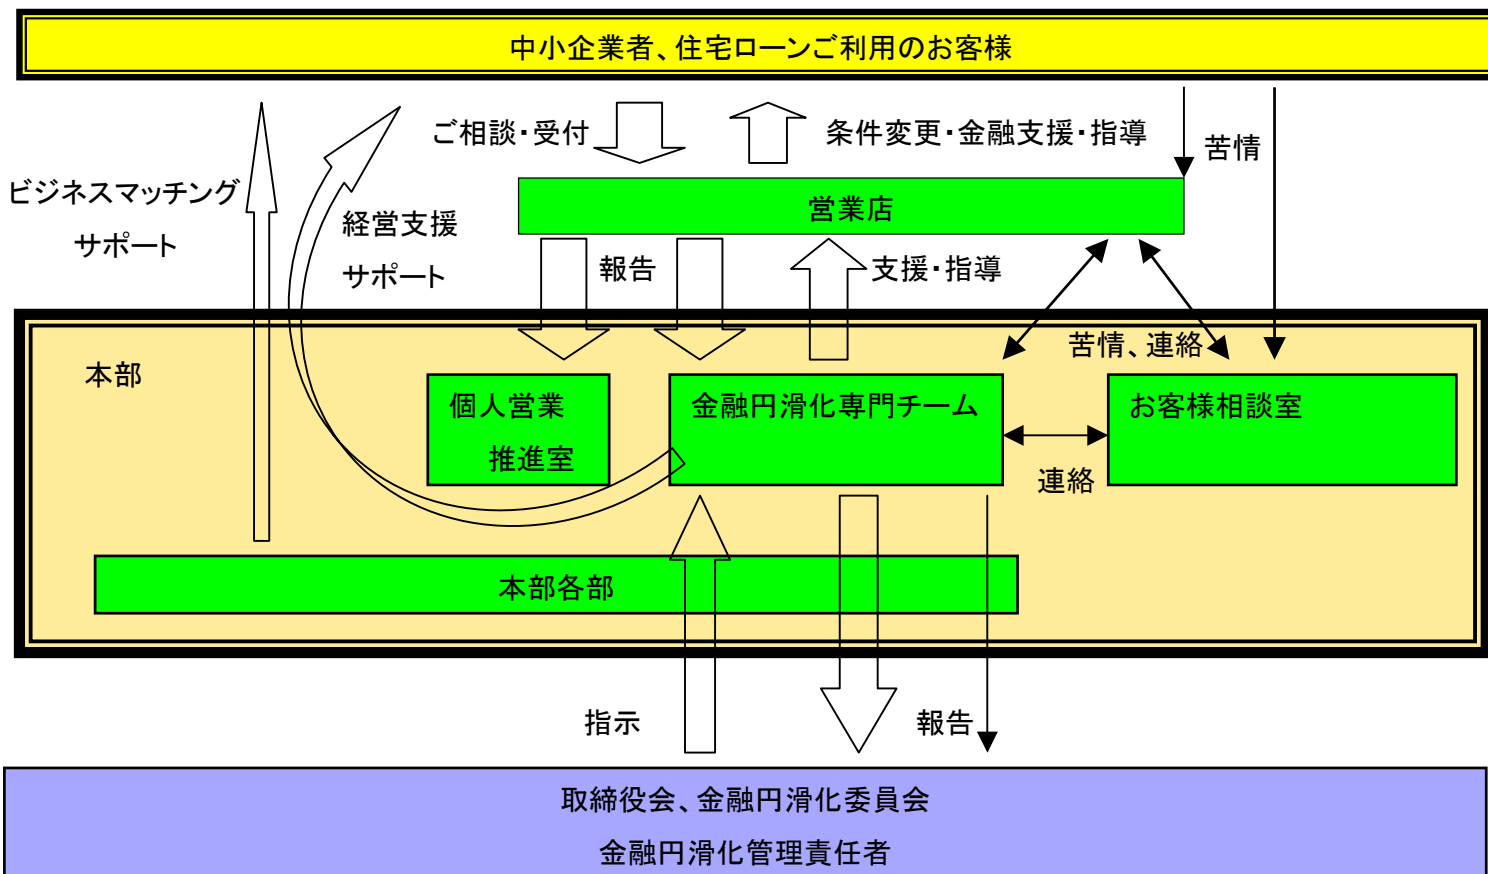 中小企業者、住宅ローンご利用のお客様
ご相談・受付
条件変更・金融支援・指導
苦情
ビジネスマッチング
サポート
経営支援
サポート
営業店
報告
支援・指導
苦情、連絡
本部
個人営業
推進室
金融円滑化専門チーム
お客様相談室
連絡
本部各部
指示
報告
取締役会、金融円滑化委員会
金融円滑化管理責任者